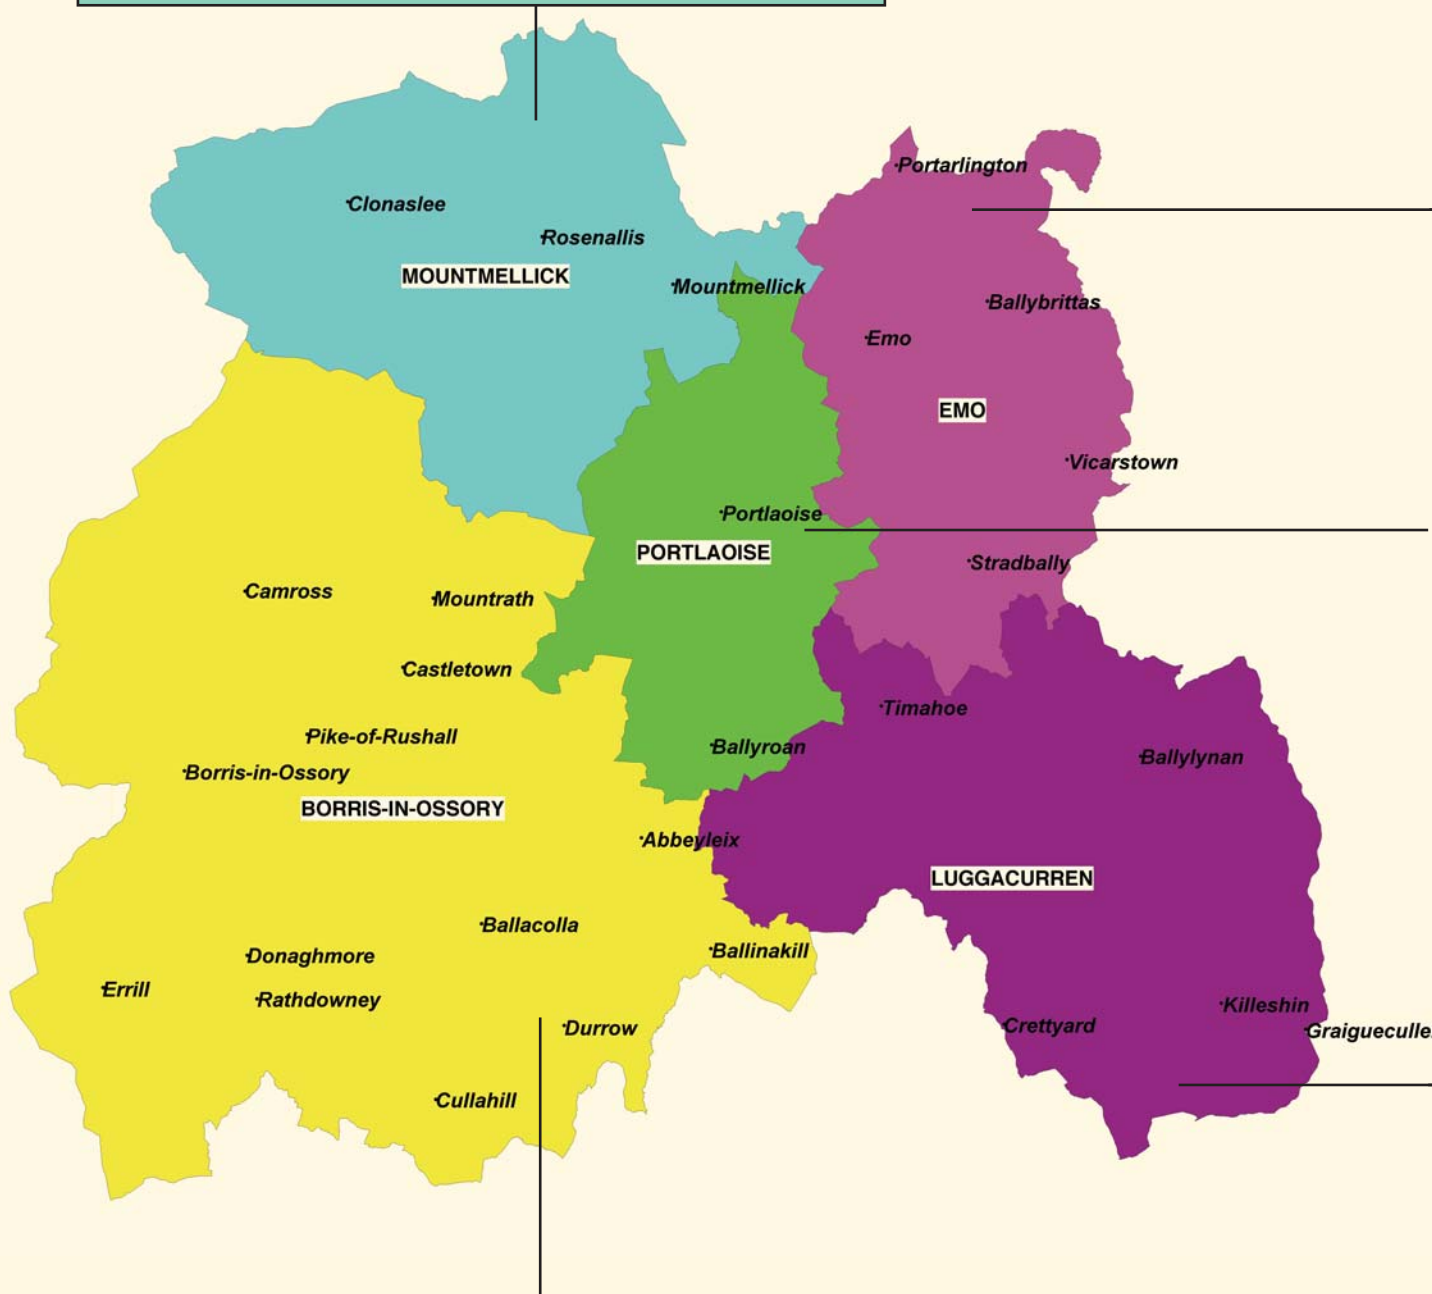 Portarlington
Clonaslee
Rosenallis
MOUNTMELLICK
Mountmellick
Ballybrittas
Emo
EMO
Vicarstown
Portlaoise
PORTLAOISE
Stradbally
Camross
Mountrath
Castletown
Timahoe
Pike-of-Rushall
Ballyroan
Ballylynan
Borris-in-Ossory
BORRIS-IN-OSSORY
Abbeyleix
LUGGACURREN
Ballacolla
Ballinakill
Donaghmore
Errill
Rathdowney
Killeshin
Crettyard
Durrow
Graigueculle
Cullahill